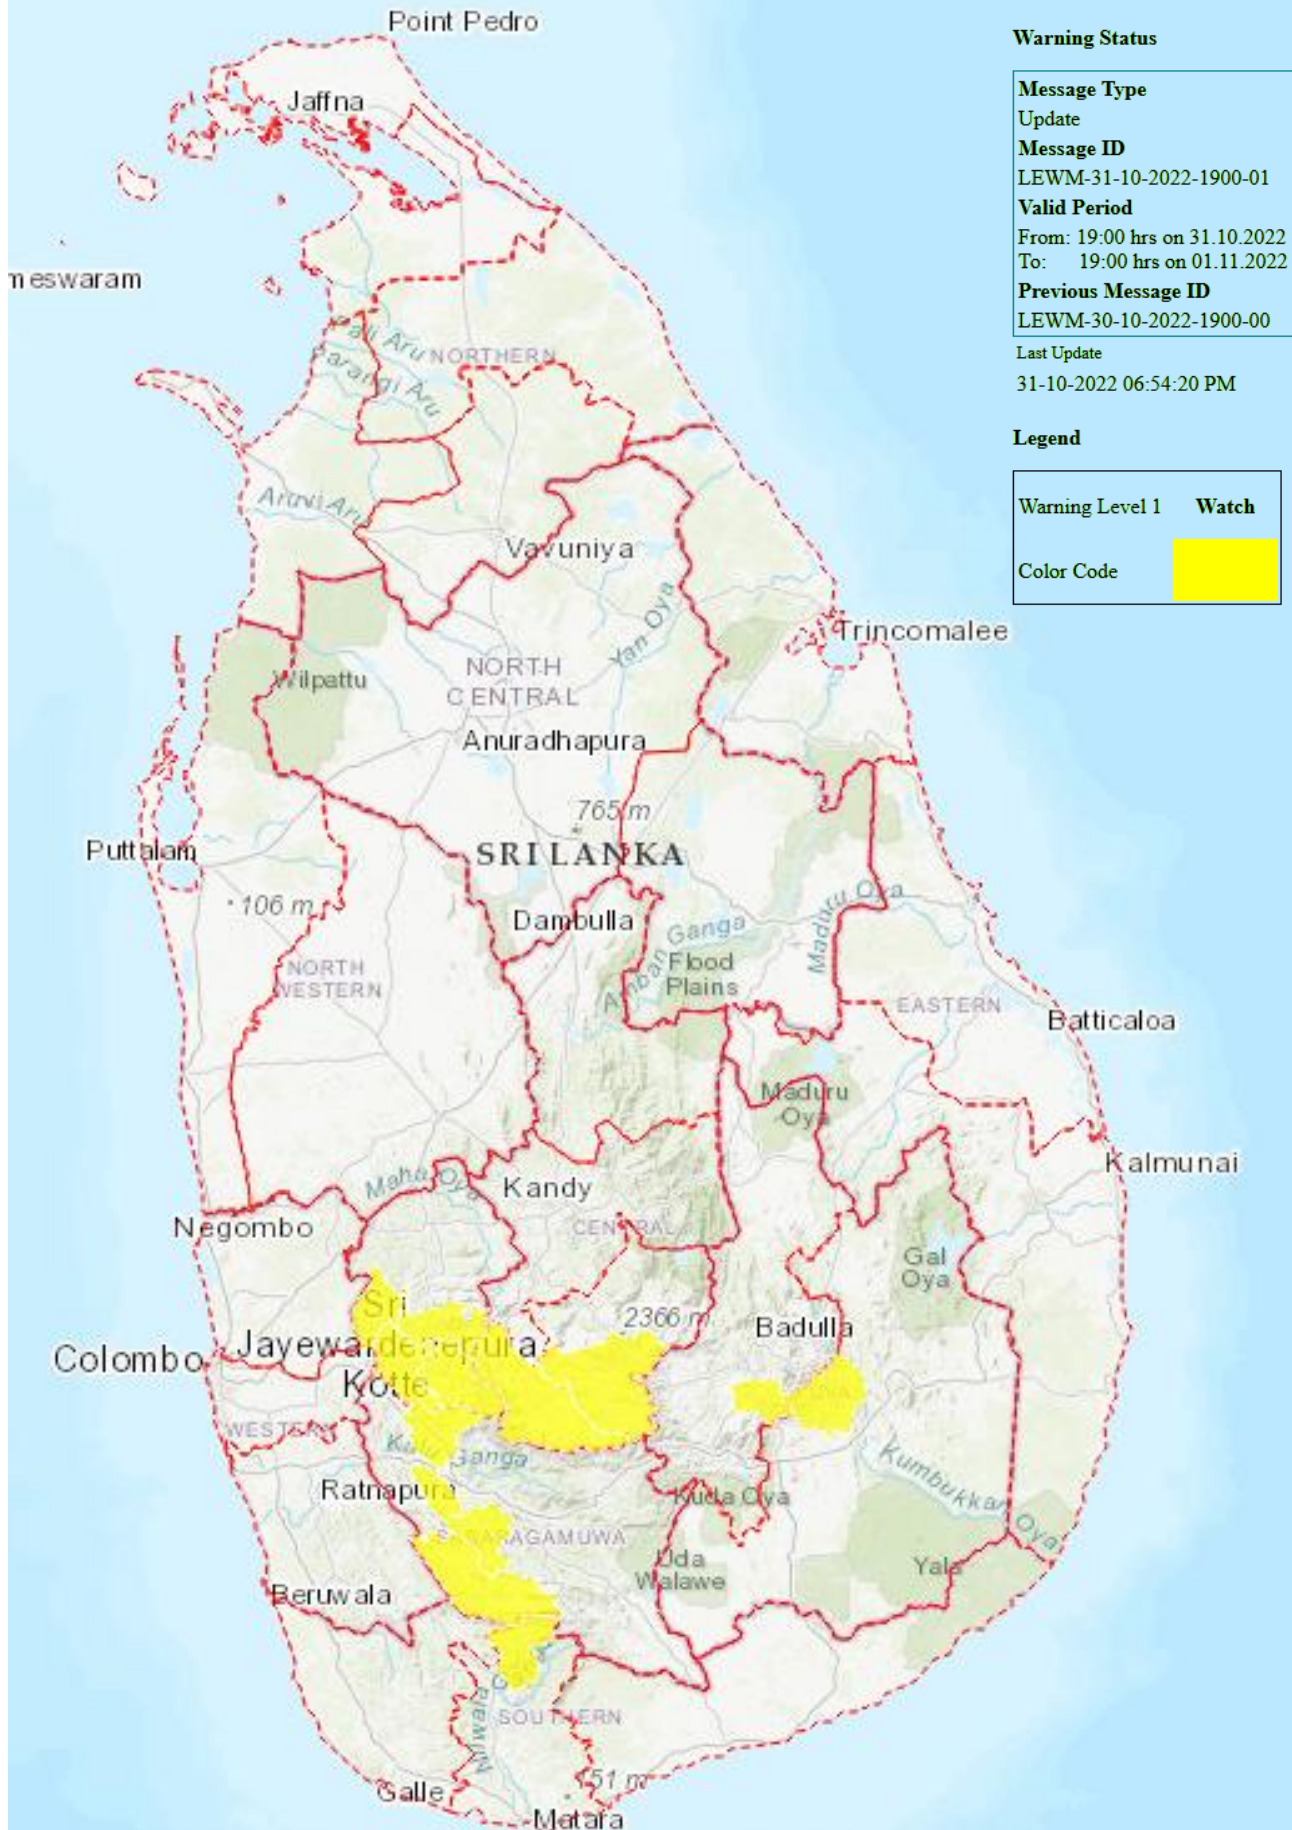 Point Pedro
Jaffna
meswaram
Pali Aru
NORTHERN
Parangi Aru
Aruvi Aru
Vavuniya
Yan Oya
Trincomalee
Wilpattu
NORTH
CENTRAL
Anuradhapura
765 m
Puttalam
SRI LANKA
106 m
Dambulla
Maduru Oya
Amban Ganga
Flood
Plains
NORTH
WESTERN
EASTERN
Batticaloa
Maduru
Oya
Kalmunai
Maha Oya
Kandy
Negombo
CENTRAL
Gal
Oya
Sri
Jayewardenepura
Kotte
2366 m
Badulla
Colombo
WESTERN
Kalu Ganga
Kumbukkan Oya
Ratnapura
Kuda Oya
SABARAGAMUWA
Uda
Walawe
Yala
Beruwala
Nilwala
SOUTHERN
151 m
Galle
Matara
Warning Status
Message Type
Update
Message ID
LEWM-31-10-2022-1900-01
Valid Period
From: 19:00 hrs on 31.10.2022
To: 19:00 hrs on 01.11.2022
Previous Message ID
LEWM-30-10-2022-1900-00
Last Update
31-10-2022 06:54:20 PM
Legend
Warning Level 1 Watch
Color Code